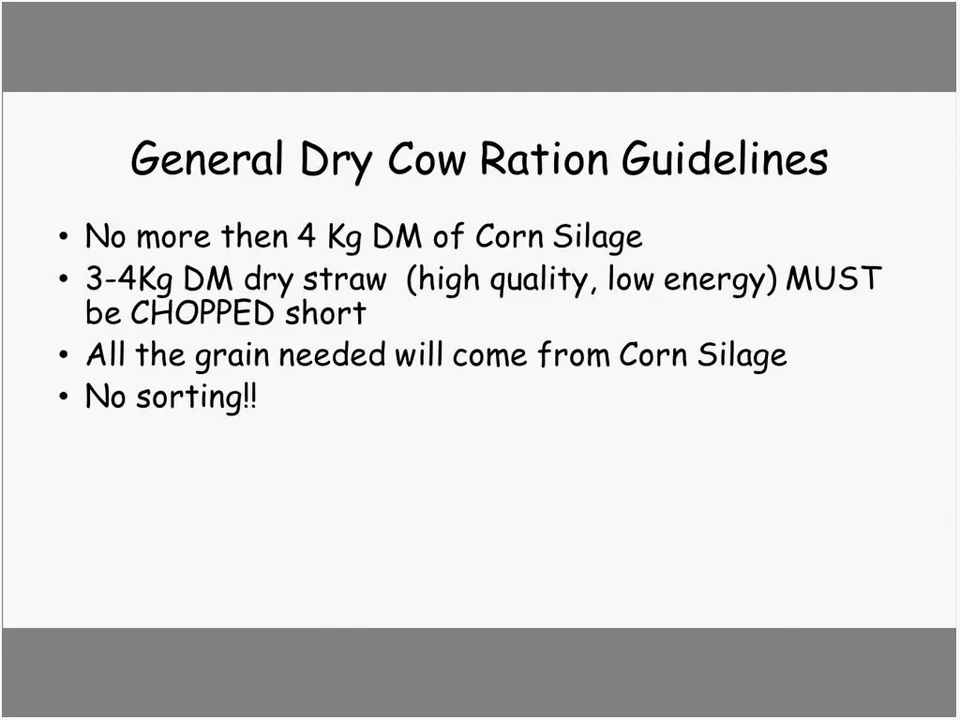 General Dry Cow Ration Guidelines
• No more then 4 Kg DM of Corn Silage
• 3-4Kg DM dry straw (high quality, low energy) MUST
be CHOPPED short
• All the grain needed will come from Corn Silage
• No sorting!!